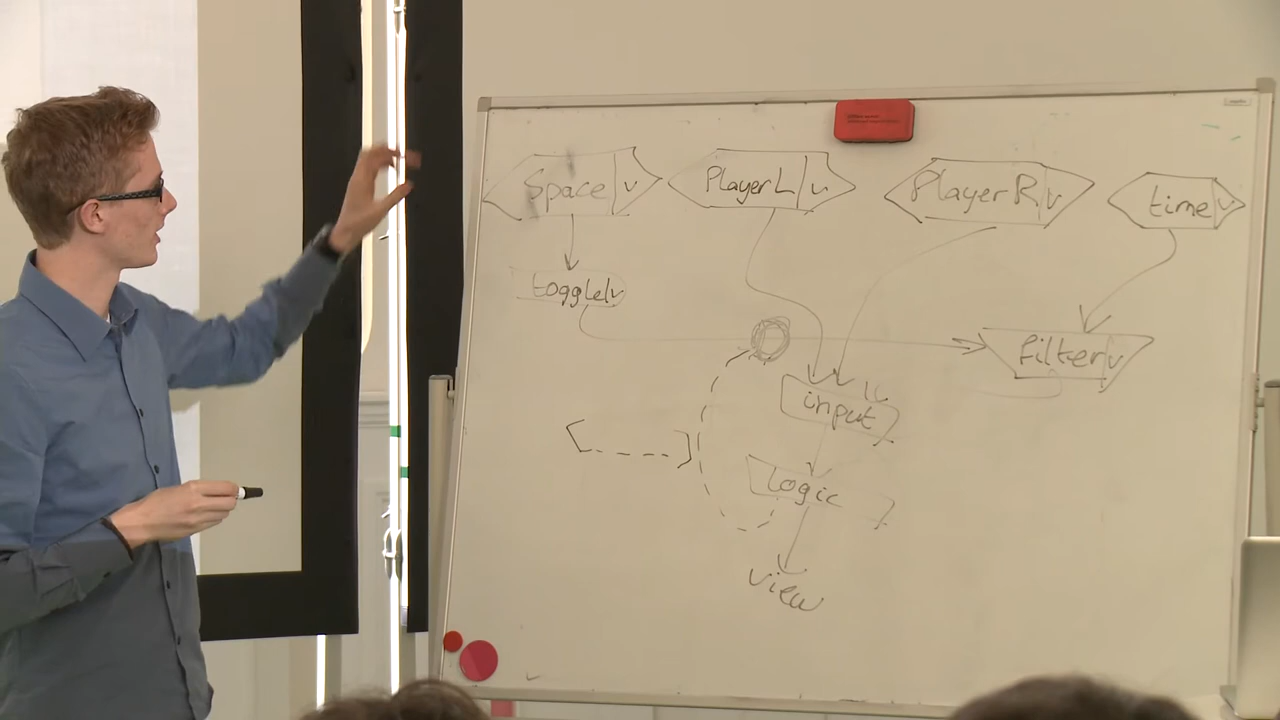 Space v
PlayerL v
PlayerR v
time v
toggle v
filter v
input
Logic
view